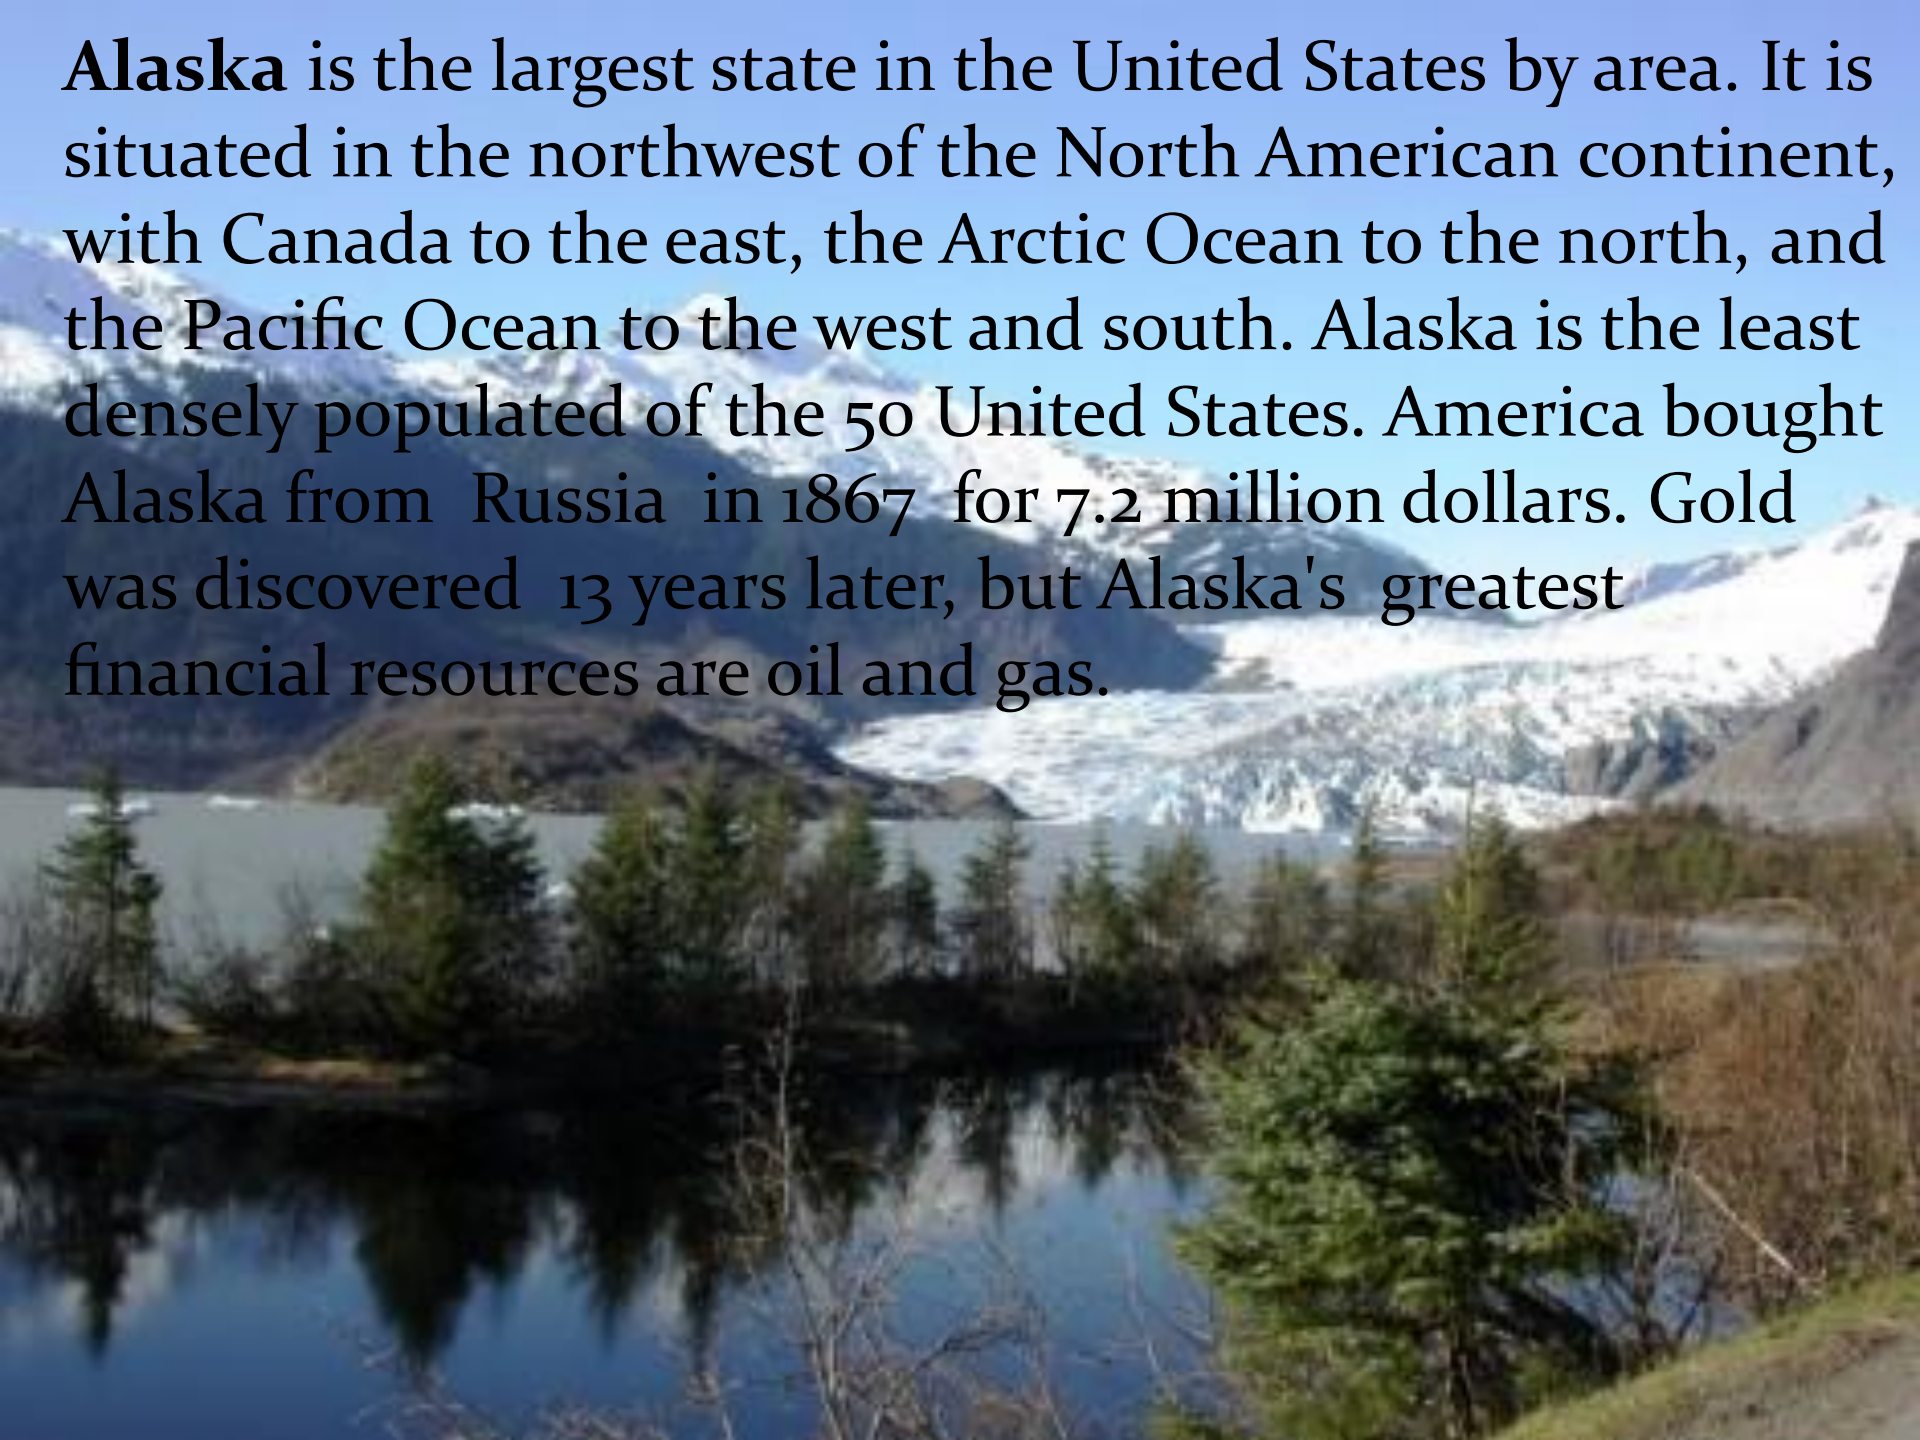 Alaska is the largest state in the United States by area. It is
situated in the northwest of the North American continent,
with Canada to the east, the Arctic Ocean to the north, and
the Pacific Ocean to the west and south. Alaska is the least
densely populated of the 50 United States. America bought
Alaska from Russia in 1867 for 7.2 million dollars. Gold
was discovered 13 years later, but Alaska's greatest
financial resources are oil and gas.